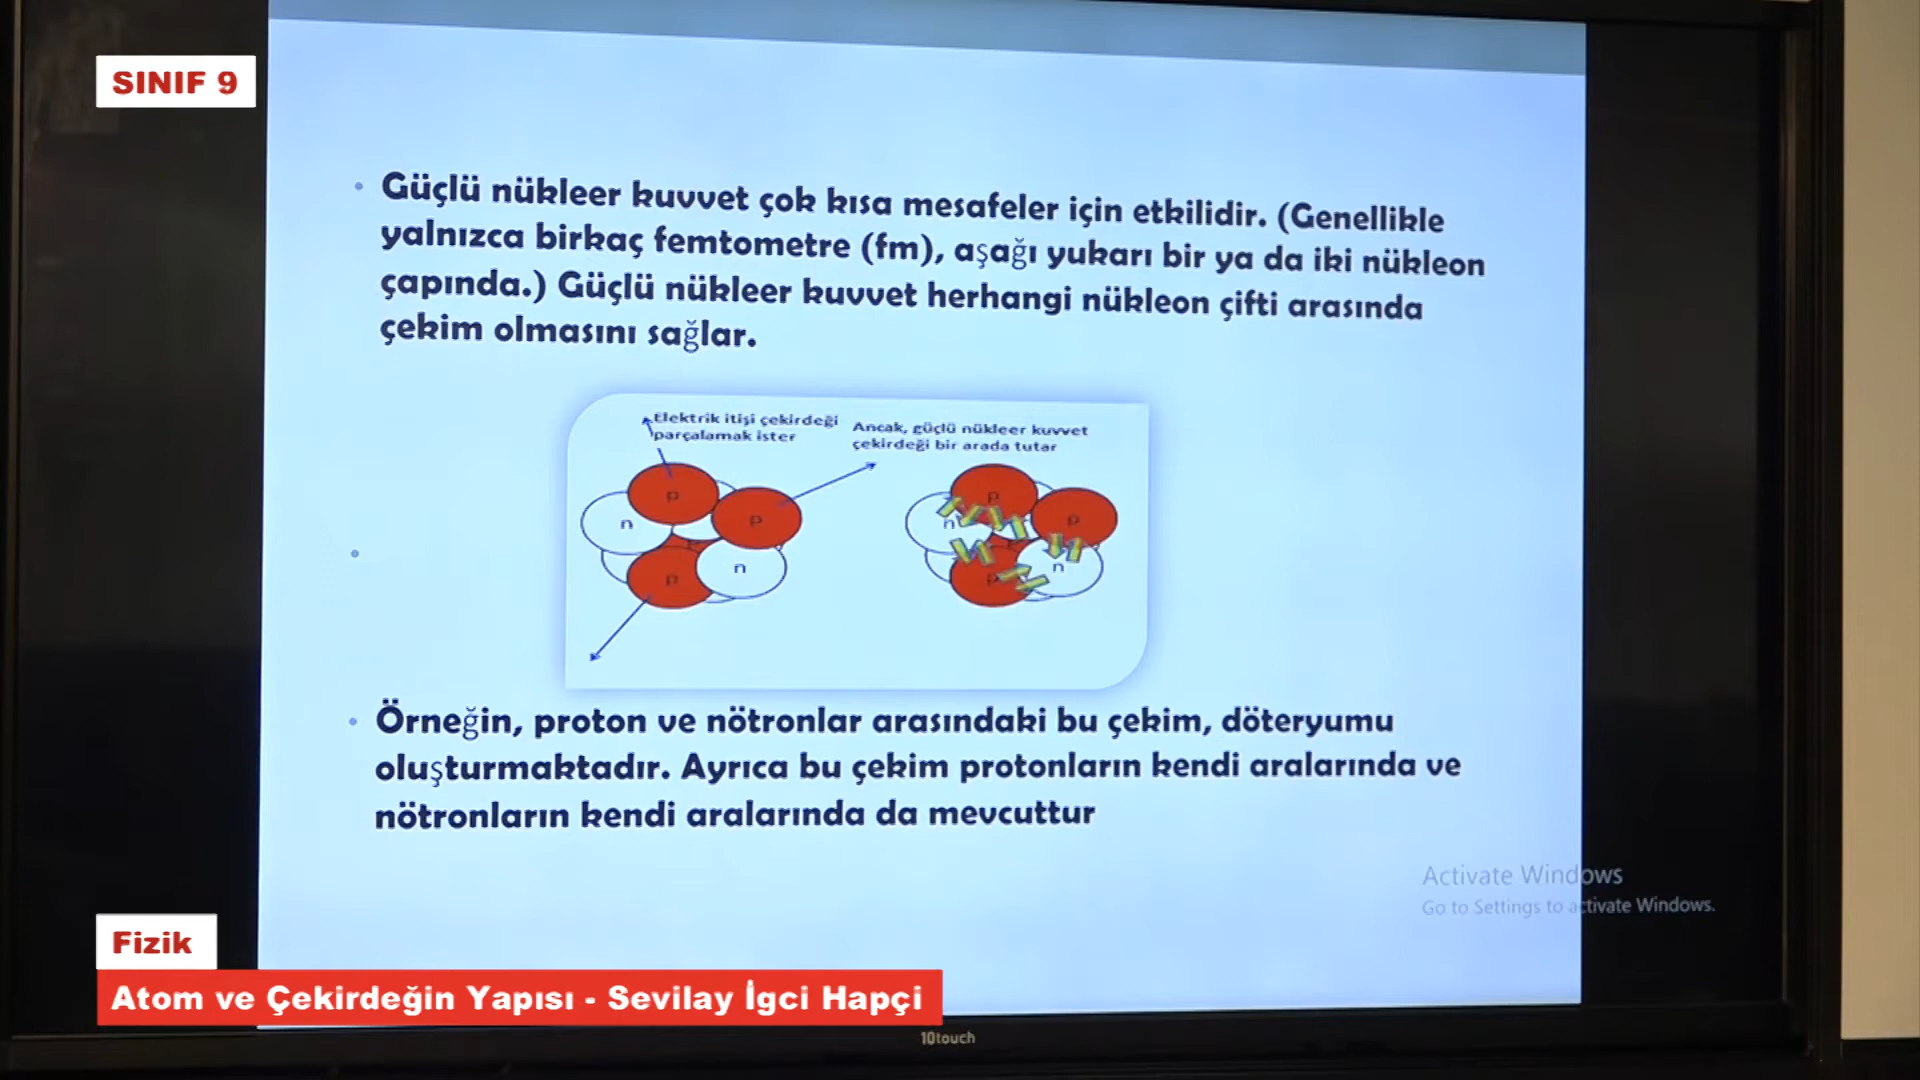 SINIF 9
Güçlü nükleer kuvvet çok kısa mesafeler için etkilidir. (Genellikle
yalnızca birkaç femtometre (fm), aşağı yukarı bir ya da iki nükleon
çapında.) Güçlü nükleer kuvvet herhangi nükleon çifti arasında
çekim olmasını sağlar.
Elektrik itişi çekirdeği
parçalamak ister
Ancak, güçlü nükleer kuvvet
çekirdeği bir arada tutar
p
p
n
n
p
p
p
n
n
p
Örneğin, proton ve nötronlar arasındaki bu çekim, döteryumu
oluşturmaktadır. Ayrıca bu çekim protonların kendi aralarında ve
nötronların kendi aralarında da mevcuttur
Activate Windows
Go to Settings to activate Windows.
Fizik
Atom ve Çekirdeğin Yapısı - Sevilay İgci Hapçi
10touch